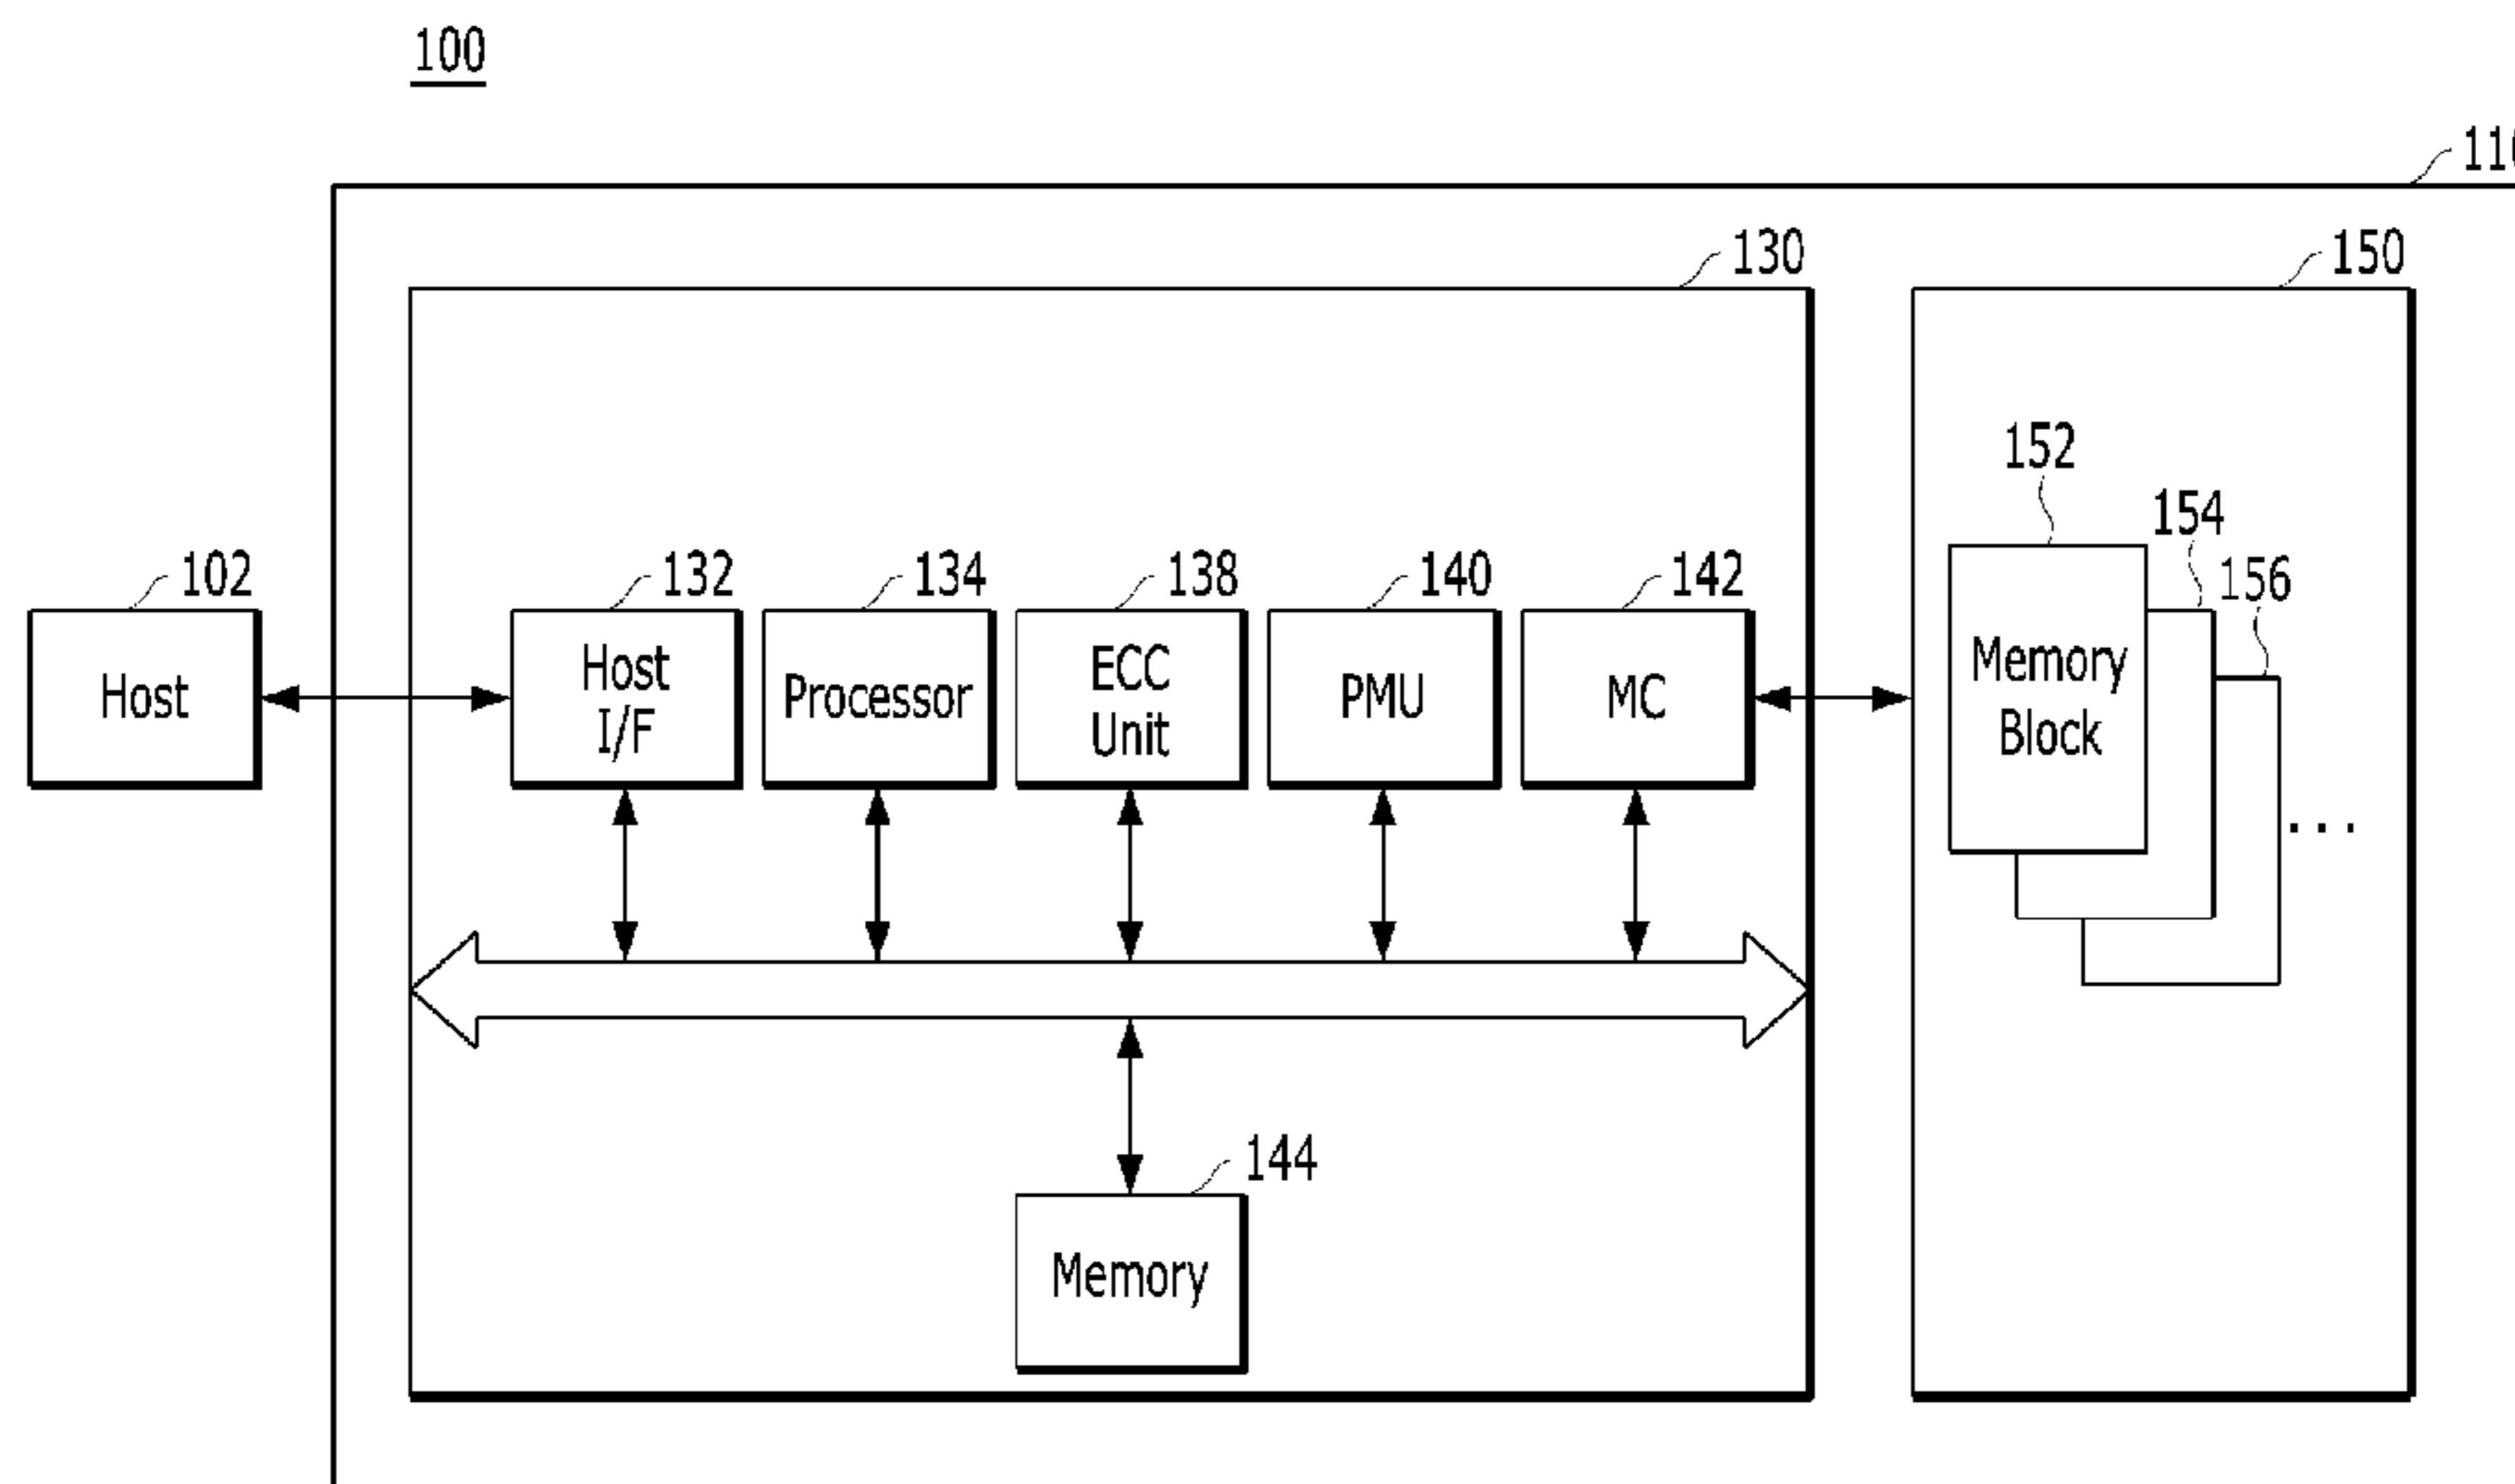 100
110
130
150
152
154
156
102
132
134
138
140
142
Host
Host
I/F
Processor
ECC
Unit
PMU
MC
Memory
Block
...
144
Memory